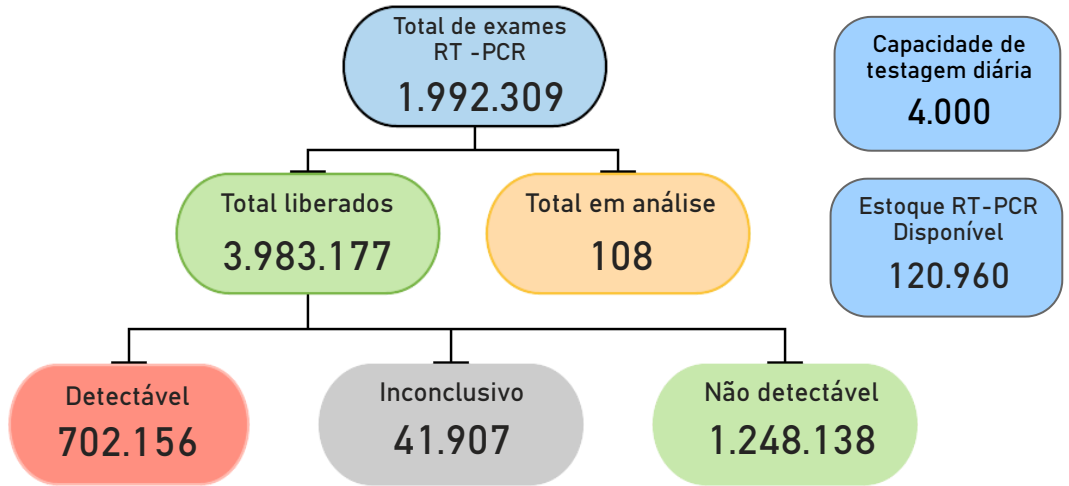 Total de exames
RT -PCR
1.992.309
Capacidade de
testagem diária
4.000
Total liberados
3.983.177
Total em análise
108
Estoque RT-PCR
Disponível
120.960
Detectável
702.156
Inconclusivo
41.907
Não detectável
1.248.138